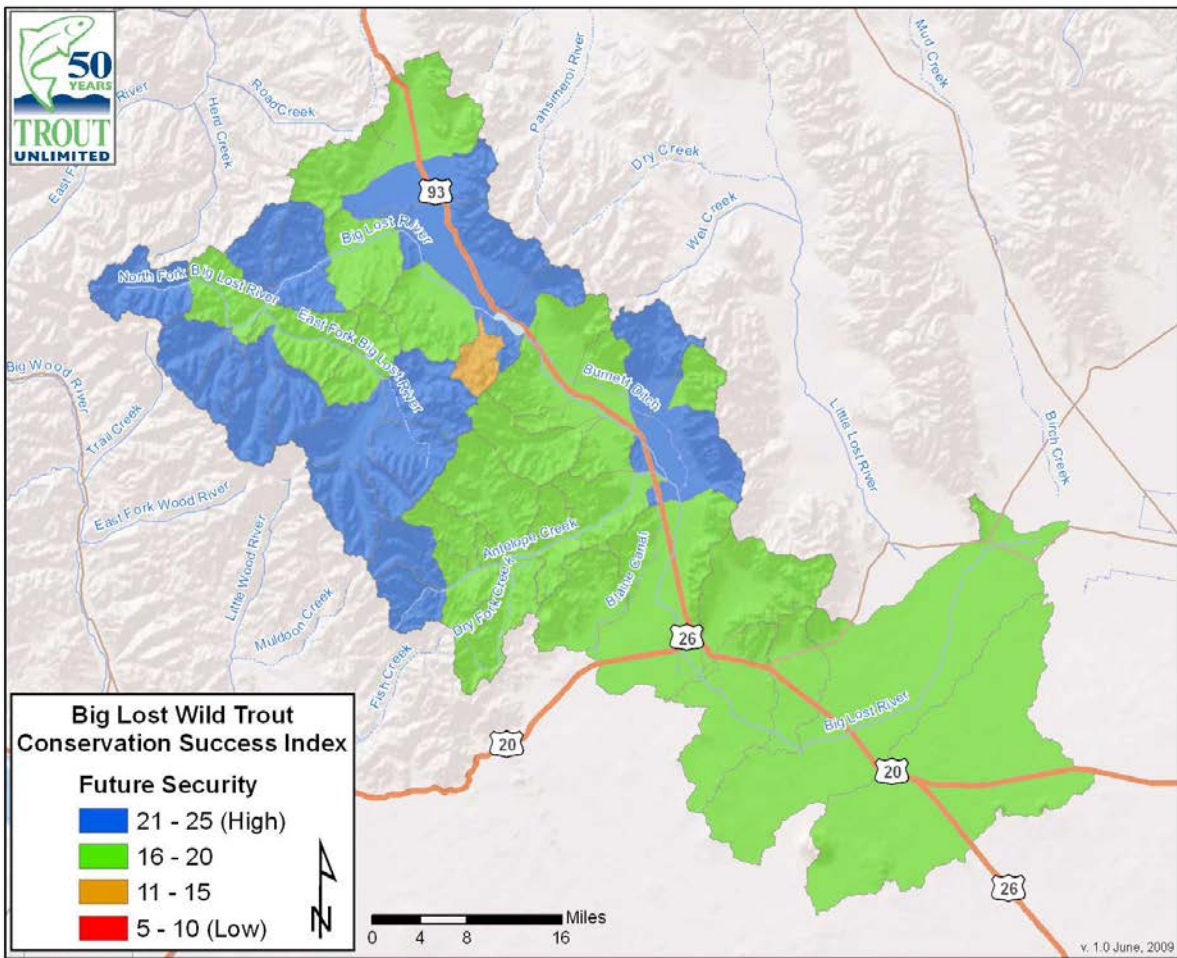 50
YEARS
TROUT
UNLIMITED
River
Herd Creek
Road Creek
East F
Pahsimeroi River
Mud Creek
Dry Creek
Wet Creek
93
Big Lost River
North Fork Big Lost River
East Fork Big Lost River
Burnett Ditch
Big Wood River
Trail Creek
East Fork Wood River
Little Wood River
Muldoon Creek
Fish Creek
Dry Fork Creek
Antelope Creek
Blaine Canal
Little Lost River
Birch Creek
26
Big Lost River
20
20
26
Big Lost Wild Trout
Conservation Success Index
Future Security
21 - 25 (High)
16 - 20
11 - 15
5 - 10 (Low)
N
Miles
0 4 8 16
v. 1.0 June, 2009